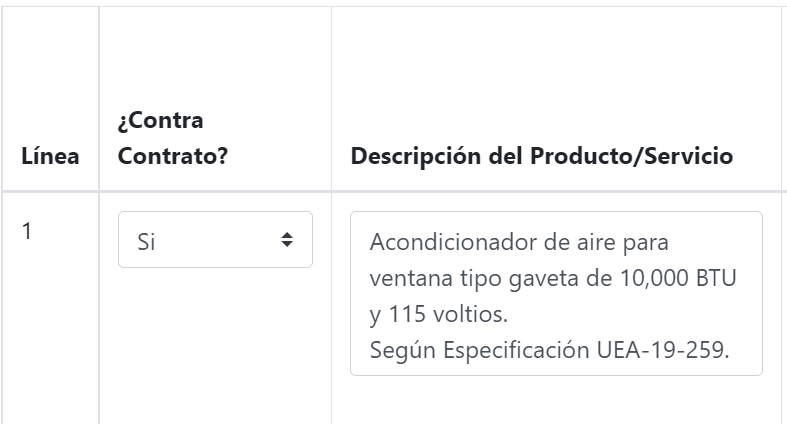 ¿Contra
Contrato?
Línea
Descripción del Producto/Servicio
1
Si
Acondicionador de aire para
ventana tipo gaveta de 10,000 BTU
y 115 voltios.
Según Especificación UEA-19-259.